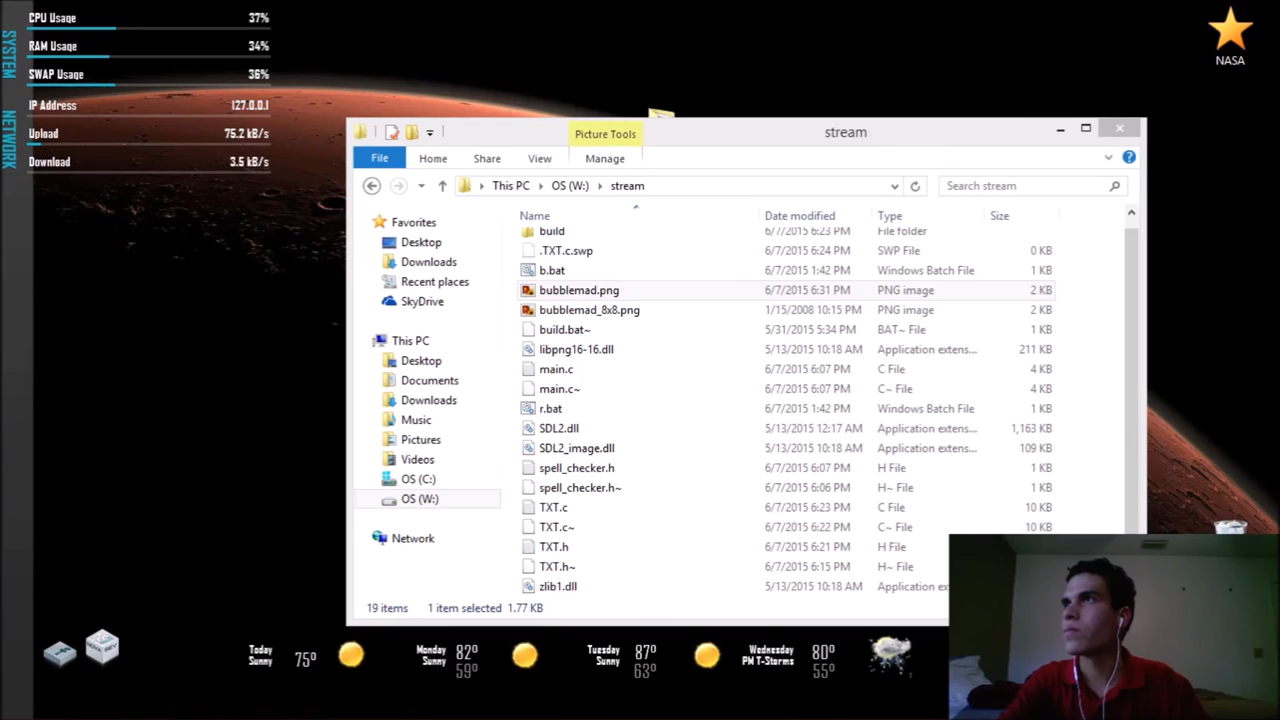 CPU Usage 37%
RAM Usage 34%
SWAP Usage 36%
IP Address 127.0.0.1
Upload 75.2 kB/s
Download 3.5 kB/s
SYSTEM
NETWORK
NASA
Picture Tools
stream
File Home Share View Manage
This PC OS (W:) stream
Search stream
Name Date modified Type Size
build 6/7/2015 6:23 PM File folder
.TXT.c.swp 6/7/2015 6:24 PM SWP File 0 KB
b.bat 6/7/2015 1:42 PM Windows Batch File 1 KB
bubblemad.png 6/7/2015 6:31 PM PNG image 2 KB
bubblemad_8x8.png 1/15/2008 10:15 PM PNG image 2 KB
build.bat~ 5/31/2015 5:34 PM BAT~ File 1 KB
libpng16-16.dll 5/13/2015 10:18 AM Application extens... 211 KB
main.c 6/7/2015 6:07 PM C File 4 KB
main.c~ 6/7/2015 6:07 PM C~ File 4 KB
r.bat 6/7/2015 1:42 PM Windows Batch File 1 KB
SDL2.dll 5/13/2015 12:17 AM Application extens... 1,163 KB
SDL2_image.dll 5/13/2015 10:18 AM Application extens... 109 KB
spell_checker.h 6/7/2015 6:07 PM H File 1 KB
spell_checker.h~ 6/7/2015 6:06 PM H~ File 1 KB
TXT.c 6/7/2015 6:23 PM C File 10 KB
TXT.c~ 6/7/2015 6:22 PM C~ File 10 KB
TXT.h 6/7/2015 6:21 PM H File 1 KB
TXT.h~ 6/7/2015 6:15 PM H~ File
zlib1.dll 5/13/2015 10:18 AM Application ex
Favorites
Desktop
Downloads
Recent places
SkyDrive
This PC
Desktop
Documents
Downloads
Music
Pictures
Videos
OS (C:)
OS (W:)
Network
19 items 1 item selected 1.77 KB
Today
Sunny
75°
Monday
Sunny
82°
59°
Tuesday
Sunny
87°
63°
Wednesday
PM T-Storms
80°
55°